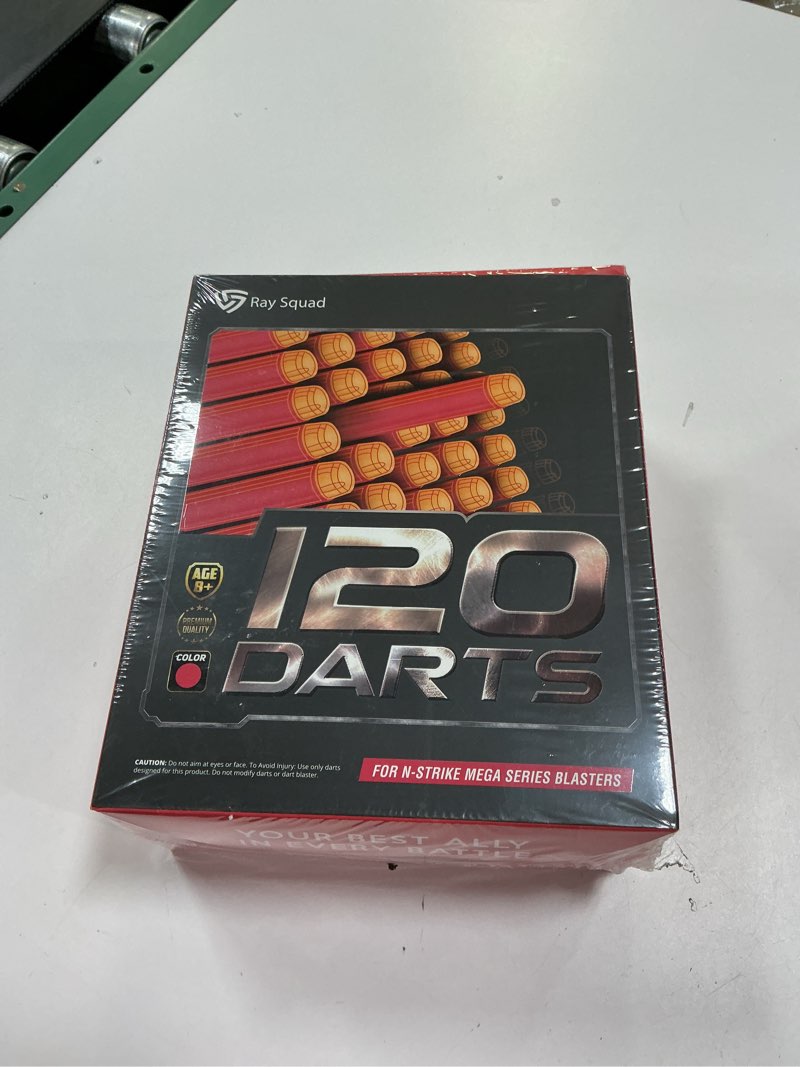 Ray Squad
120
DARTS
AGE
8+
PREMIUM
QUALITY
COLOR
CAUTION: Do not aim at eyes or face. To Avoid Injury: Use only darts
designed for this product. Do not modify darts or dart blaster.
FOR N-STRIKE MEGA SERIES BLASTERS
YOUR BEST ALLY
IN EVERY BATTLE